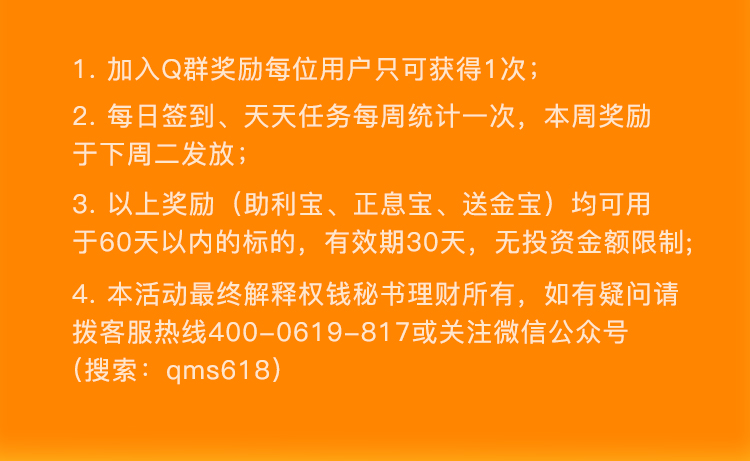 1. 加入Q群奖励每位用户只可获得1次；
2. 每日签到、天天任务每周统计一次，本周奖励
于下周二发放；
3. 以上奖励（助利宝、正息宝、送金宝）均可用
于60天以内的标的，有效期30天，无投资金额限制;
4. 本活动最终解释权钱秘书理财所有，如有疑问请
拨客服热线400-0619-817或关注微信公众号
(搜索：qms618)